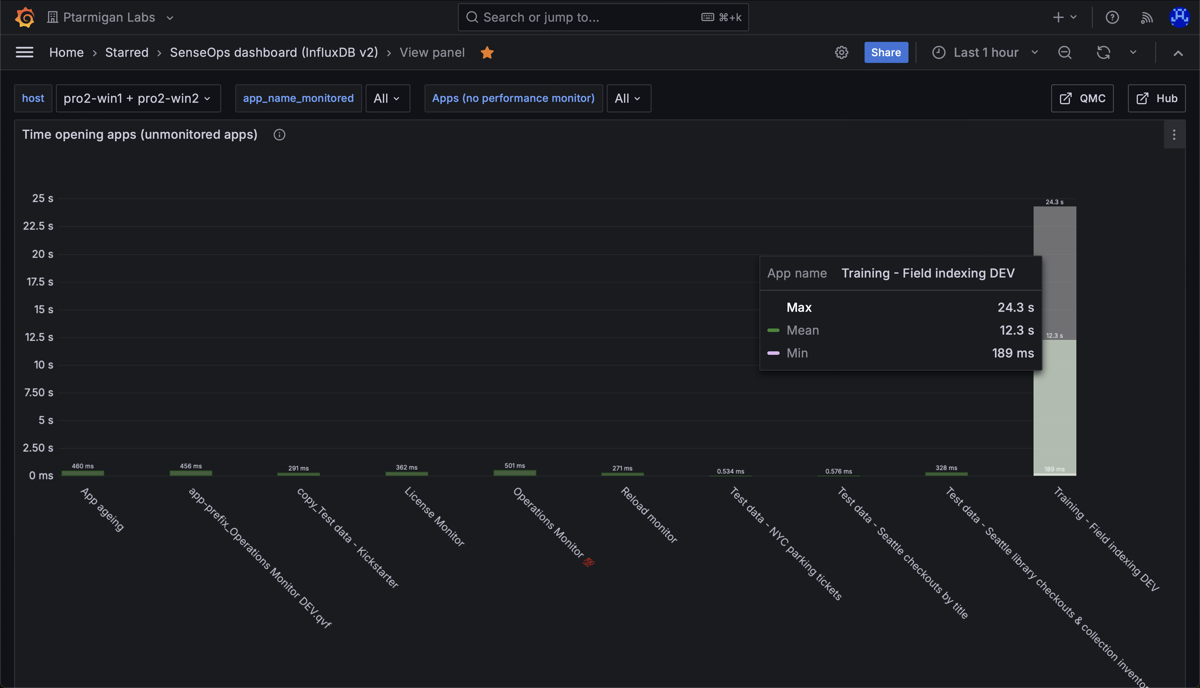 Ptarmigan Labs
Search or jump to...
⌘+k
Home › Starred › SenseOps dashboard (InfluxDB v2) › View panel
Share
Last 1 hour
host
pro2-win1 + pro2-win2
app_name_monitored
All
Apps (no performance monitor)
All
QMC
Hub
Time opening apps (unmonitored apps)
25 s
22.5 s
20 s
17.5 s
15 s
12.5 s
10 s
7.50 s
5 s
2.50 s
0 ms
24.3 s
12.3 s
189 ms
App name Training - Field indexing DEV
Max 24.3 s
Mean 12.3 s
Min 189 ms
460 ms
456 ms
291 ms
362 ms
501 ms
271 ms
0.534 ms
0.576 ms
328 ms
App ageing
app-prefix_Operations Monitor DEV.qvf
copy_Test data - Kickstarter
License Monitor
Operations Monitor
Reload monitor
Test data - NYC parking tickets
Test data - Seattle checkouts by title
Test data - Seattle library checkouts & collection inventor
Training - Field indexing DEV